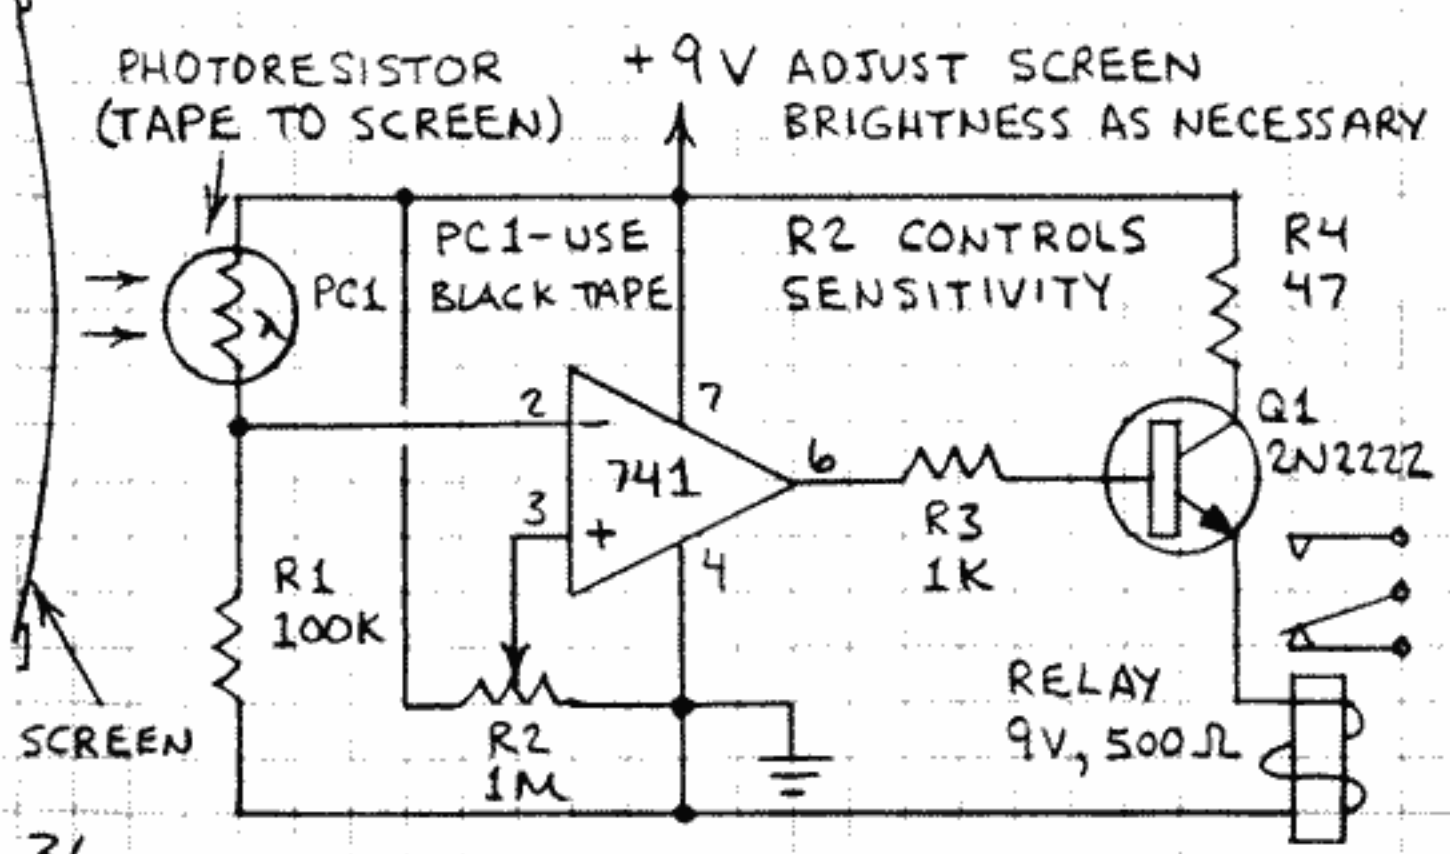 PHOTORESISTOR
(TAPE TO SCREEN)
+9V
ADJUST SCREEN
BRIGHTNESS AS NECESSARY
PC1-USE
BLACK TAPE
R2 CONTROLS
SENSITIVITY
R4
47
PC1
λ
2
7
Q1
2N2222
741
6
3
4
R3
1K
R1
100K
RELAY
9V, 500Ω
SCREEN
R2
1M